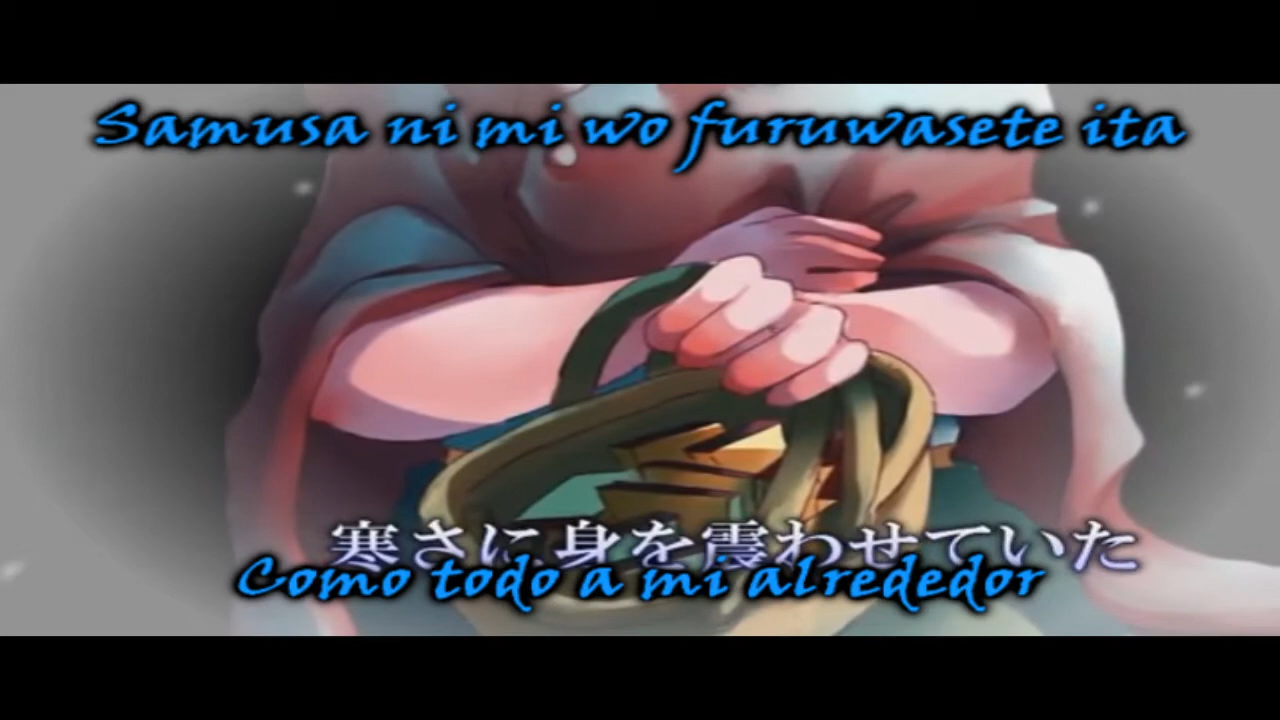 Samusa ni mi wo furuwasete ita
寒さに身を震わせていた
Como todo a mi alrededor